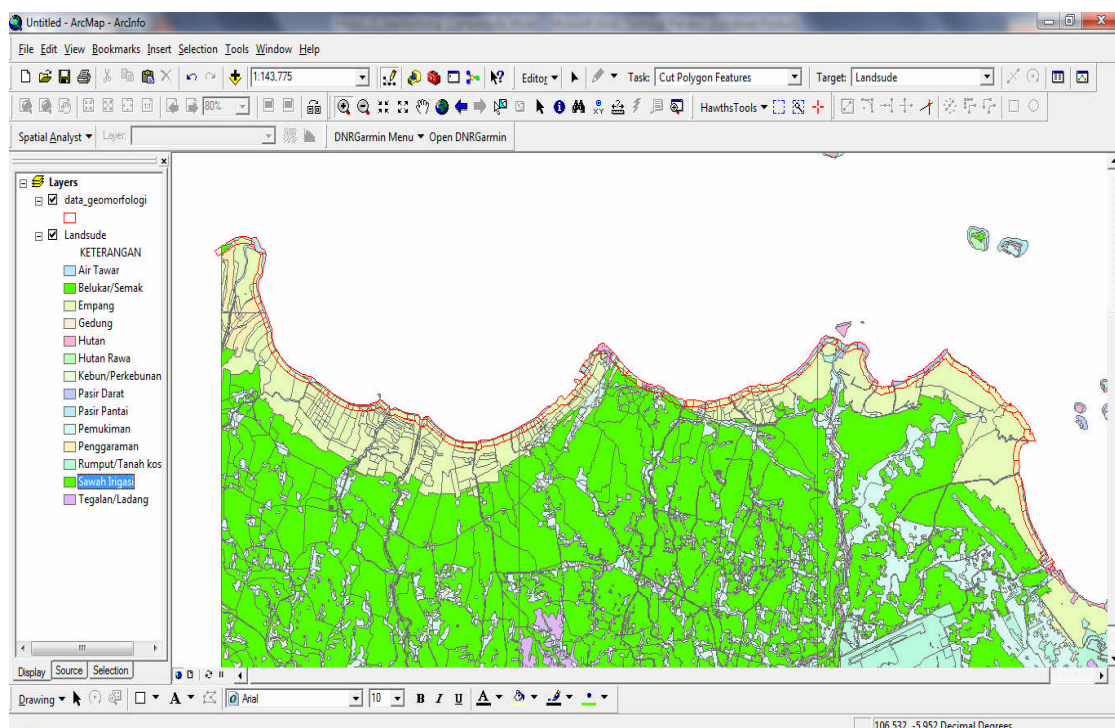 Untitled - ArcMap - ArcInfo
File Edit View Bookmarks Insert Selection Tools Window Help
1:143,775 Editor Task: Cut Polygon Features Target: Landsude
80% HawthsTools
Spatial Analyst Layer: DNRGarmin Menu Open DNRGarmin
Layers
data_geomorfologi
Landsude
KETERANGAN
Air Tawar
Belukar/Semak
Empang
Gedung
Hutan
Hutan Rawa
Kebun/Perkebunan
Pasir Darat
Pasir Pantai
Pemukiman
Penggaraman
Rumput/Tanah kos
Sawah Irigasi
Tegalan/Ladang
Display Source Selection
Drawing A Arial 10 B I U A
106,532 -5,952 Decimal Degrees